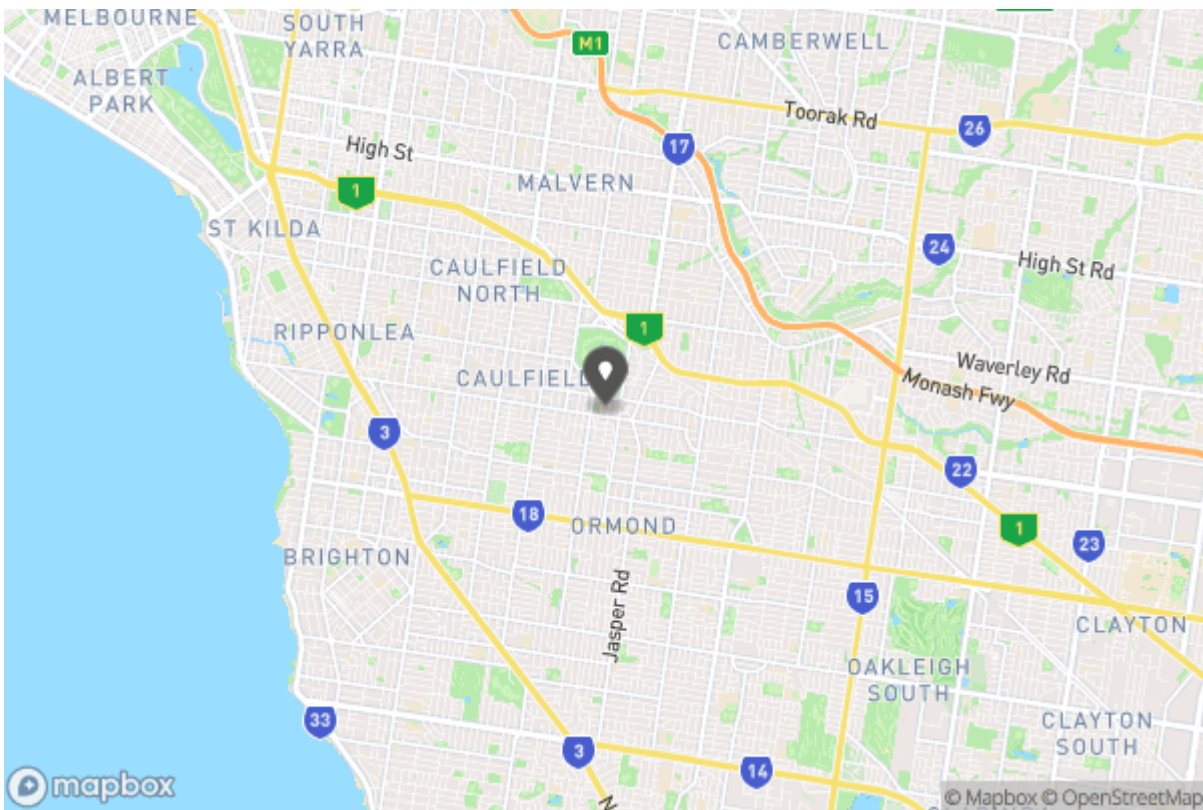 MELBOURNE
SOUTH
YARRA
M1
CAMBERWELL
ALBERT
PARK
Toorak Rd
26
High St
17
1
MALVERN
ST KILDA
24
High St Rd
CAULFIELD
NORTH
RIPPONLEA
1
Waverley Rd
CAULFIELD
Monash Fwy
3
22
18
ORMOND
1
23
BRIGHTON
15
Jasper Rd
CLAYTON
OAKLEIGH
SOUTH
33
CLAYTON
SOUTH
3
14
mapbox
© Mapbox © OpenStreetMap